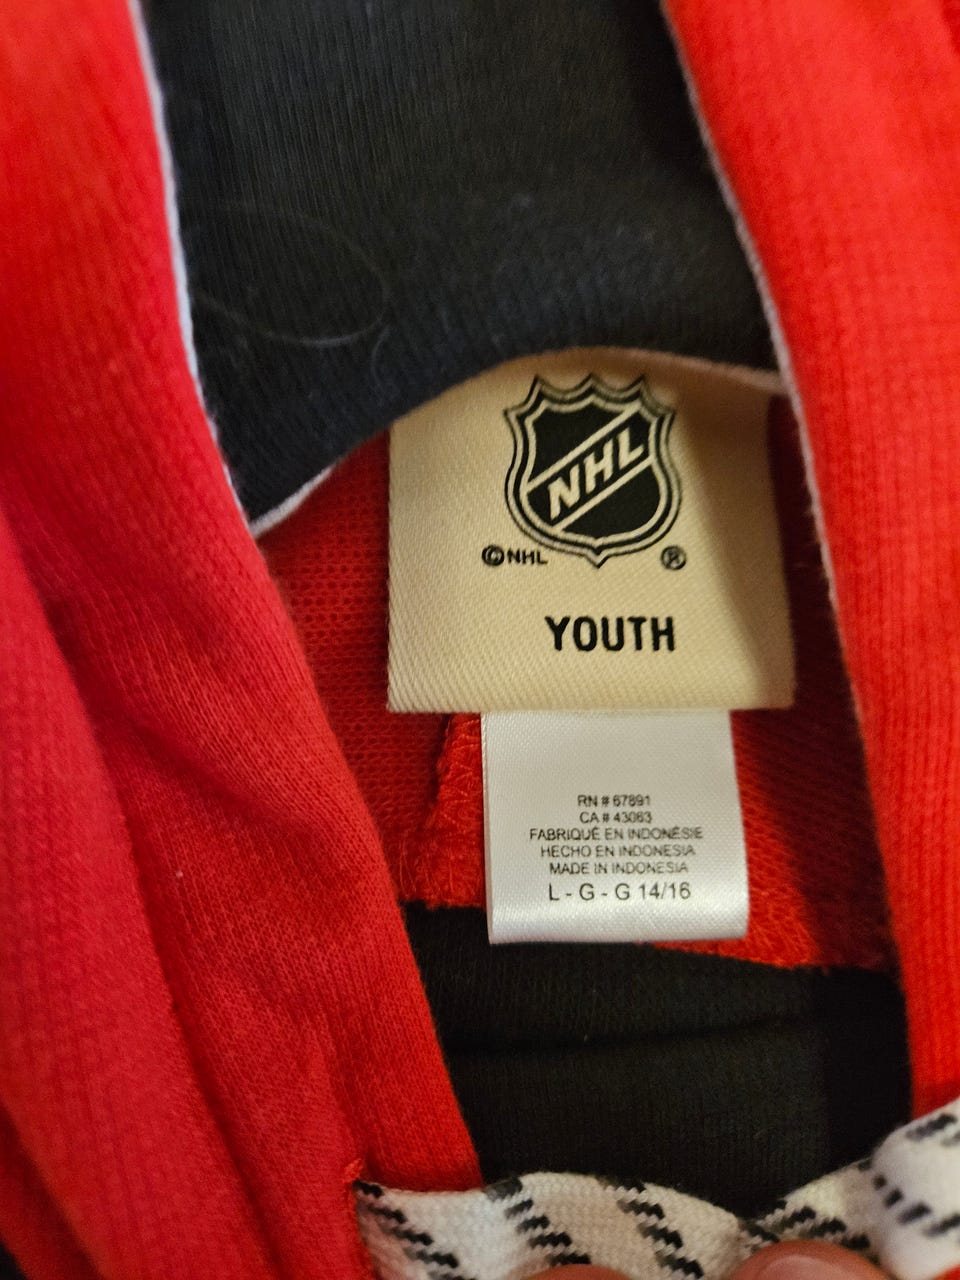 NHL
©NHL ®
YOUTH
RN # 67891
CA # 43063
FABRIQUÉ EN INDONÉSIE
HECHO EN INDONESIA
MADE IN INDONESIA
L - G - G 14/16